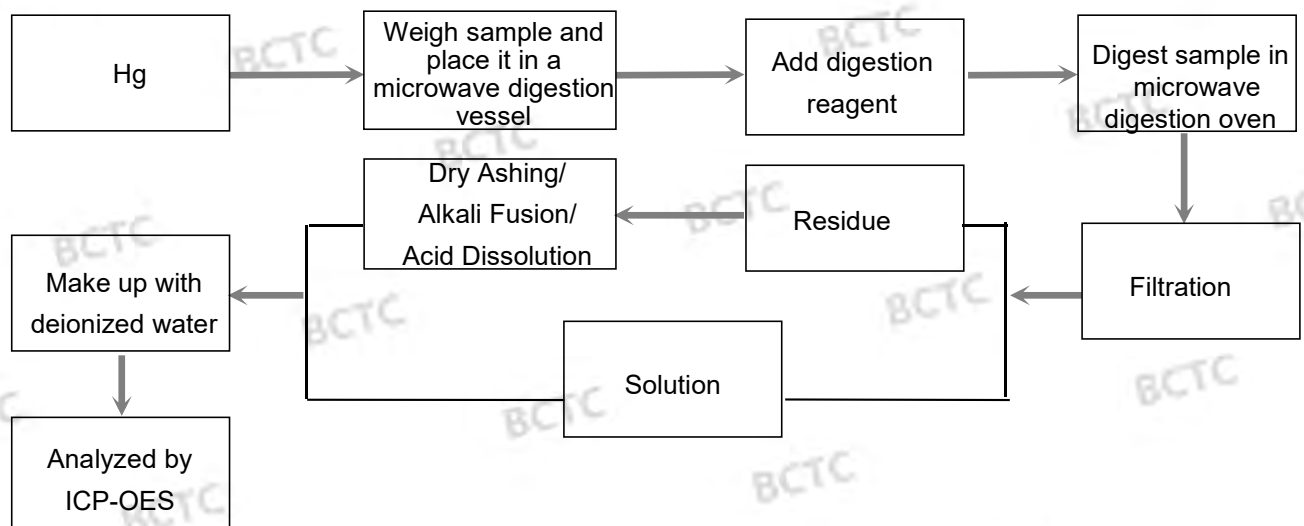 Hg
Weigh sample and
place it in a
microwave digestion
vessel
Add digestion
reagent
Digest sample in
microwave
digestion oven
Filtration
Residue
Dry Ashing/
Alkali Fusion/
Acid Dissolution
Solution
Make up with
deionized water
Analyzed by
ICP-OES
BCTC
BCTC
BCTC
BCTC
BCTC
BCTC
BCTC
BCTC
BCTC
BCTC
BCTC
BCTC